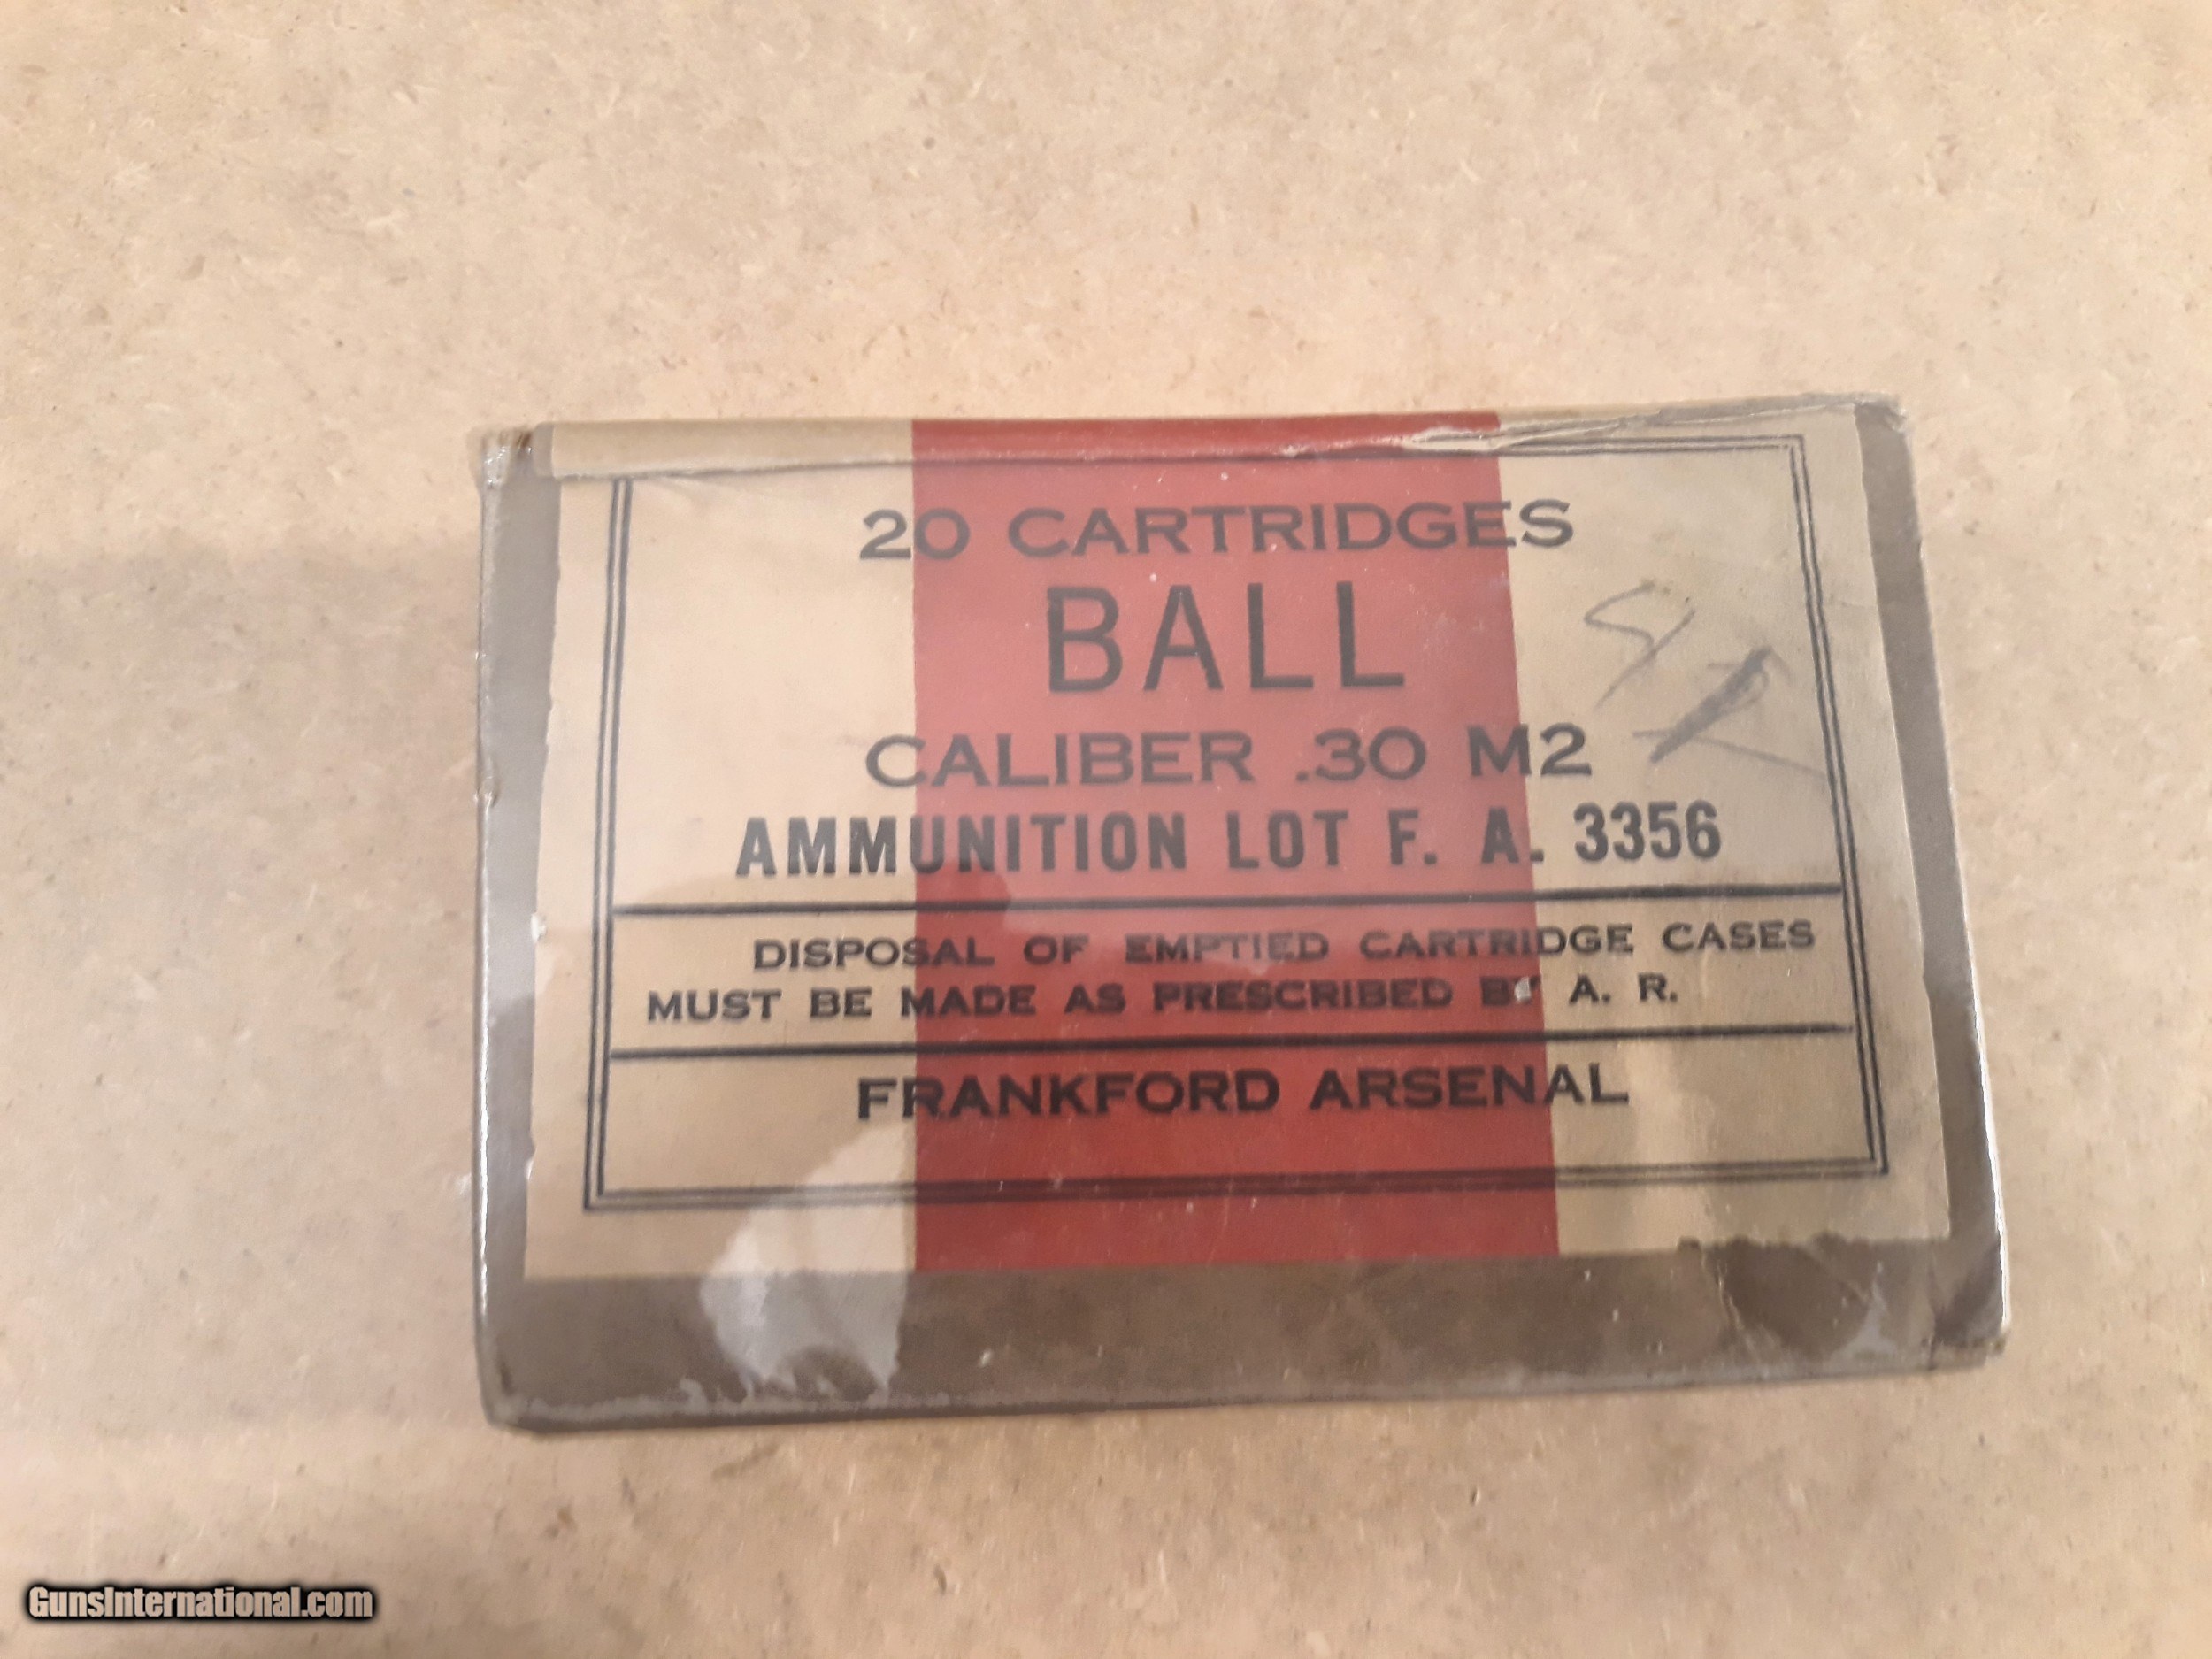 20 CARTRIDGES
BALL
CALIBER .30 M2
AMMUNITION LOT F. A. 3356
DISPOSAL OF EMPTIED CARTRIDGE CASES
MUST BE MADE AS PRESCRIBED BY A. R.
FRANKFORD ARSENAL
GunsInternational.com